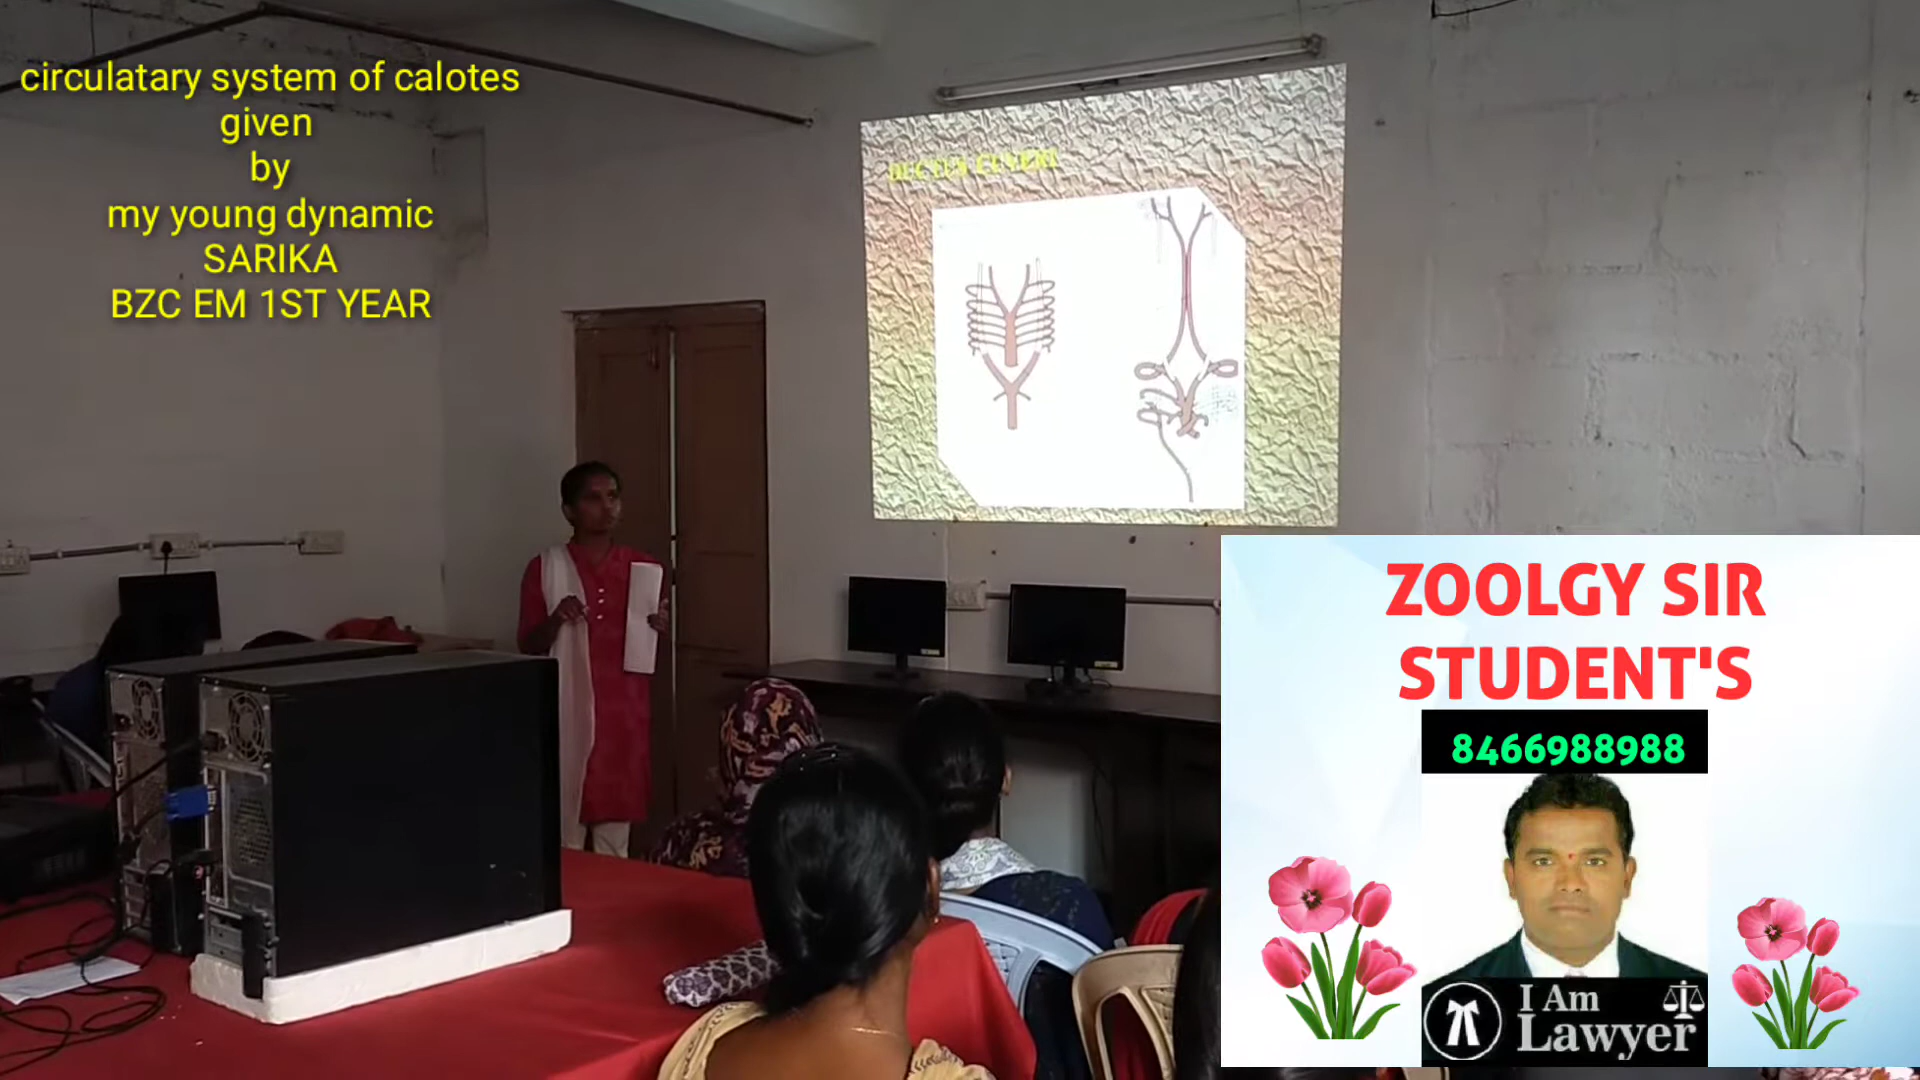 circulatary system of calotes
given
by
my young dynamic
SARIKA
BZC EM 1ST YEAR
ZOOLGY SIR
STUDENT'S
8466988988
I Am
Lawyer